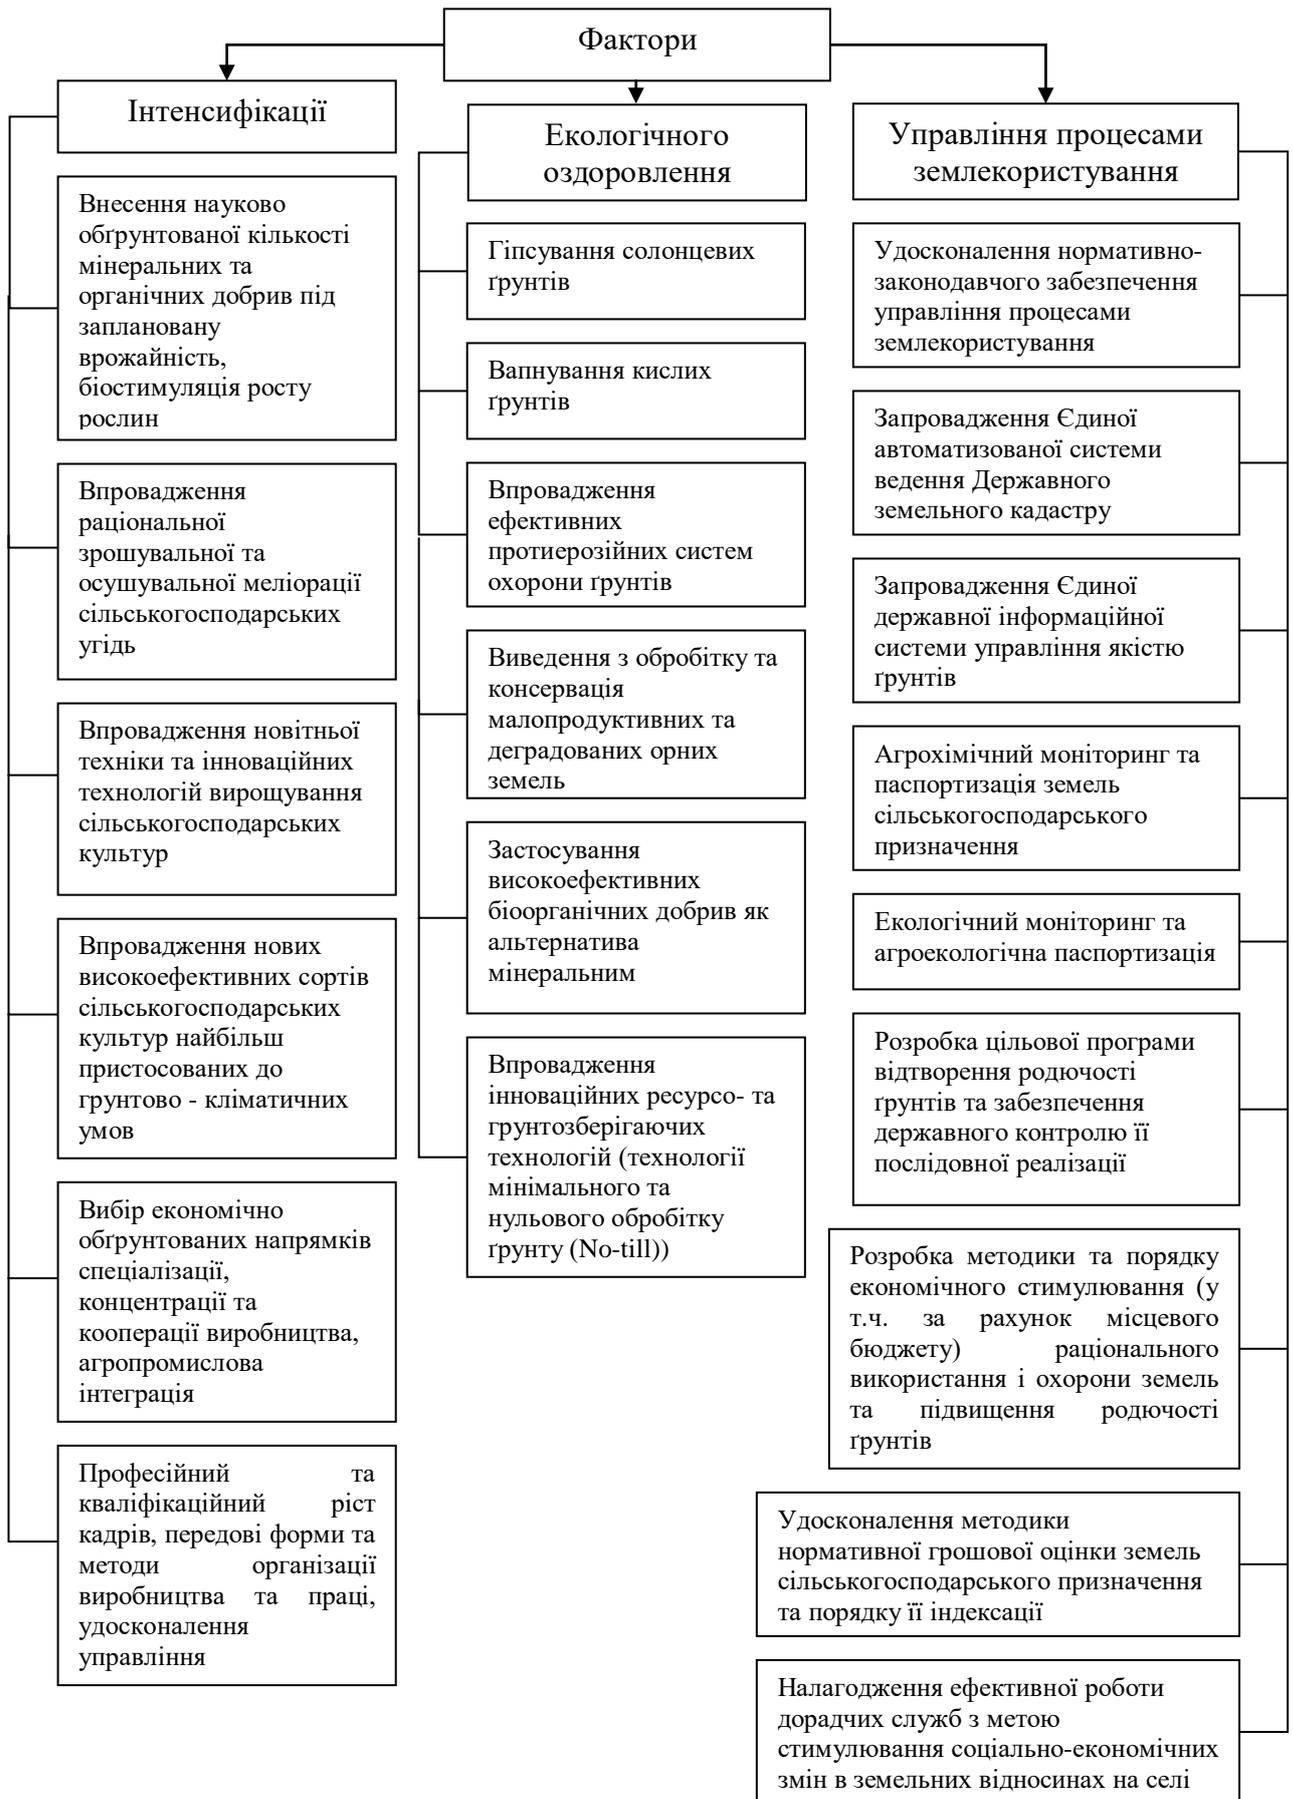 Фактори
Інтенсифікації
Внесення науково
обґрунтованої кількості
мінеральних та
органічних добрив під
заплановану
врожайність,
біостимуляція росту
рослин
Впровадження
раціональної
зрошувальної та
осушувальної меліорації
сільськогосподарських
угідь
Впровадження новітньої
техніки та інноваційних
технологій вирощування
сільськогосподарських
культур
Впровадження нових
високоефективних сортів
сільськогосподарських
культур найбільш
пристосованих до
грунтово - кліматичних
умов
Вибір економічно
обґрунтованих напрямків
спеціалізації,
концентрації та
кооперації виробництва,
агропромислова
інтеграція
Професійний та
кваліфікаційний ріст
кадрів, передові форми та
методи організації
виробництва та праці,
удосконалення
управління
Екологічного
оздоровлення
Гіпсування солонцевих
ґрунтів
Вапнування кислих
ґрунтів
Впровадження
ефективних
протиерозійних систем
охорони ґрунтів
Виведення з обробітку та
консервація
малопродуктивних та
деградованих орних
земель
Застосування
високоефективних
біоорганічних добрив як
альтернатива
мінеральним
Впровадження
інноваційних ресурсо- та
грунтозберігаючих
технологій (технології
мінімального та
нульового обробітку
ґрунту (No-till))
Управління процесами
землекористування
Удосконалення нормативно-
законодавчого забезпечення
управління процесами
землекористування
Запровадження Єдиної
автоматизованої системи
ведення Державного
земельного кадастру
Запровадження Єдиної
державної інформаційної
системи управління якістю
ґрунтів
Агрохімічний моніторинг та
паспортизація земель
сільськогосподарського
призначення
Екологічний моніторинг та
агроекологічна паспортизація
Розробка цільової програми
відтворення родючості
ґрунтів та забезпечення
державного контролю її
послідовної реалізації
Розробка методики та порядку
економічного стимулювання (у
т.ч. за рахунок місцевого
бюджету) раціонального
використання і охорони земель
та підвищення родючості
ґрунтів
Удосконалення методики
нормативної грошової оцінки земель
сільськогосподарського призначення
та порядку її індексації
Налагодження ефективної роботи
дорадчих служб з метою
стимулювання соціально-економічних
змін в земельних відносинах на селі